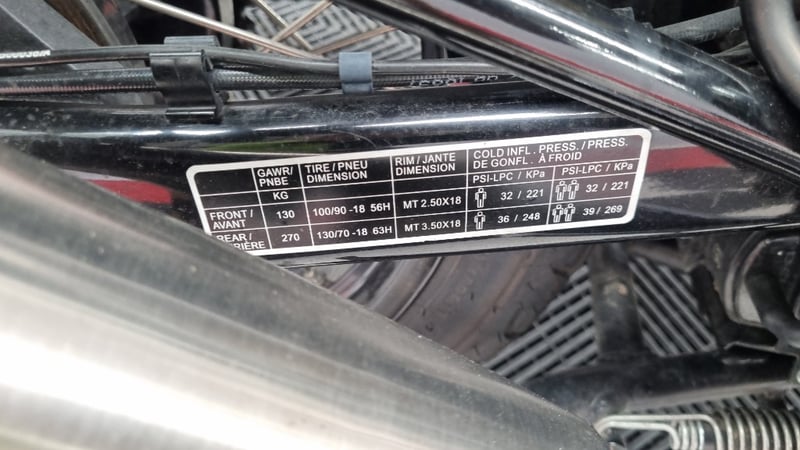 GAWR/ PNBE TIRE / PNEU DIMENSION RIM / JANTE DIMENSION COLD INFL. PRESS. / PRESS. DE GONFL. À FROID
KG PSI-LPC / KPa PSI-LPC / KPa
FRONT / AVANT 130 100/90 -18 56H MT 2.50X18 32 / 221 32 / 221
REAR / 270 130/70 -18 63H MT 3.50X18 36 / 248 39 / 269